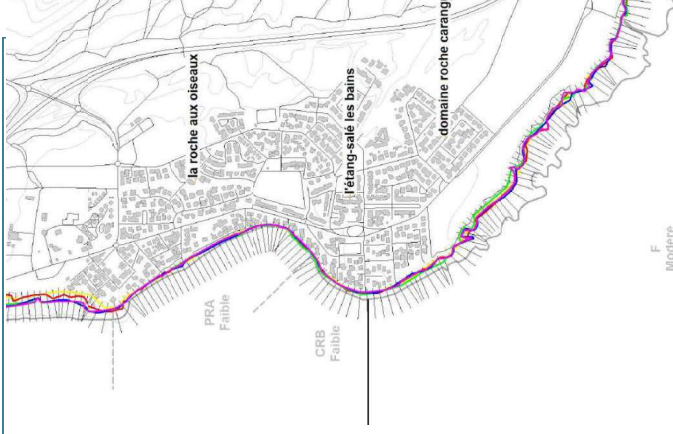 la roche aux oiseaux
l'étang-salé les bains
domaine roche carang
PRA
Faible
CRB
Faible
F
Modéré